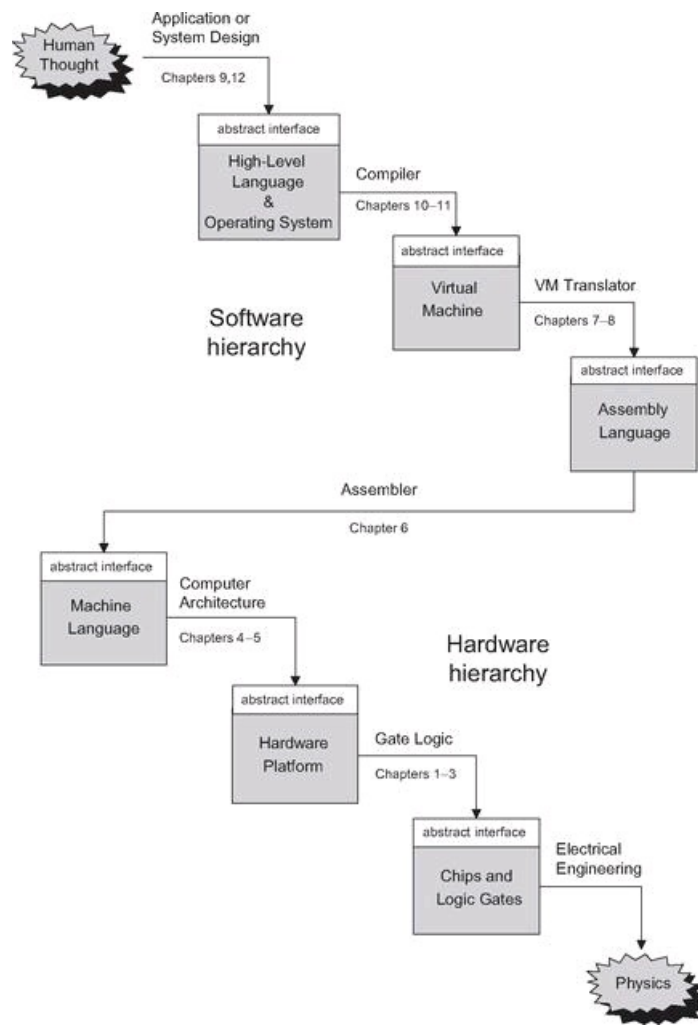 Application or
System Design
Human
Thought
Chapters 9,12
abstract interface
High-Level
Language
&
Operating System
Compiler
Chapters 10–11
abstract interface
Virtual
Machine
VM Translator
Chapters 7–8
Software
hierarchy
abstract interface
Assembly
Language
Assembler
Chapter 6
abstract interface
Machine
Language
Computer
Architecture
Chapters 4–5
Hardware
hierarchy
abstract interface
Hardware
Platform
Gate Logic
Chapters 1–3
abstract interface
Chips and
Logic Gates
Electrical
Engineering
Physics